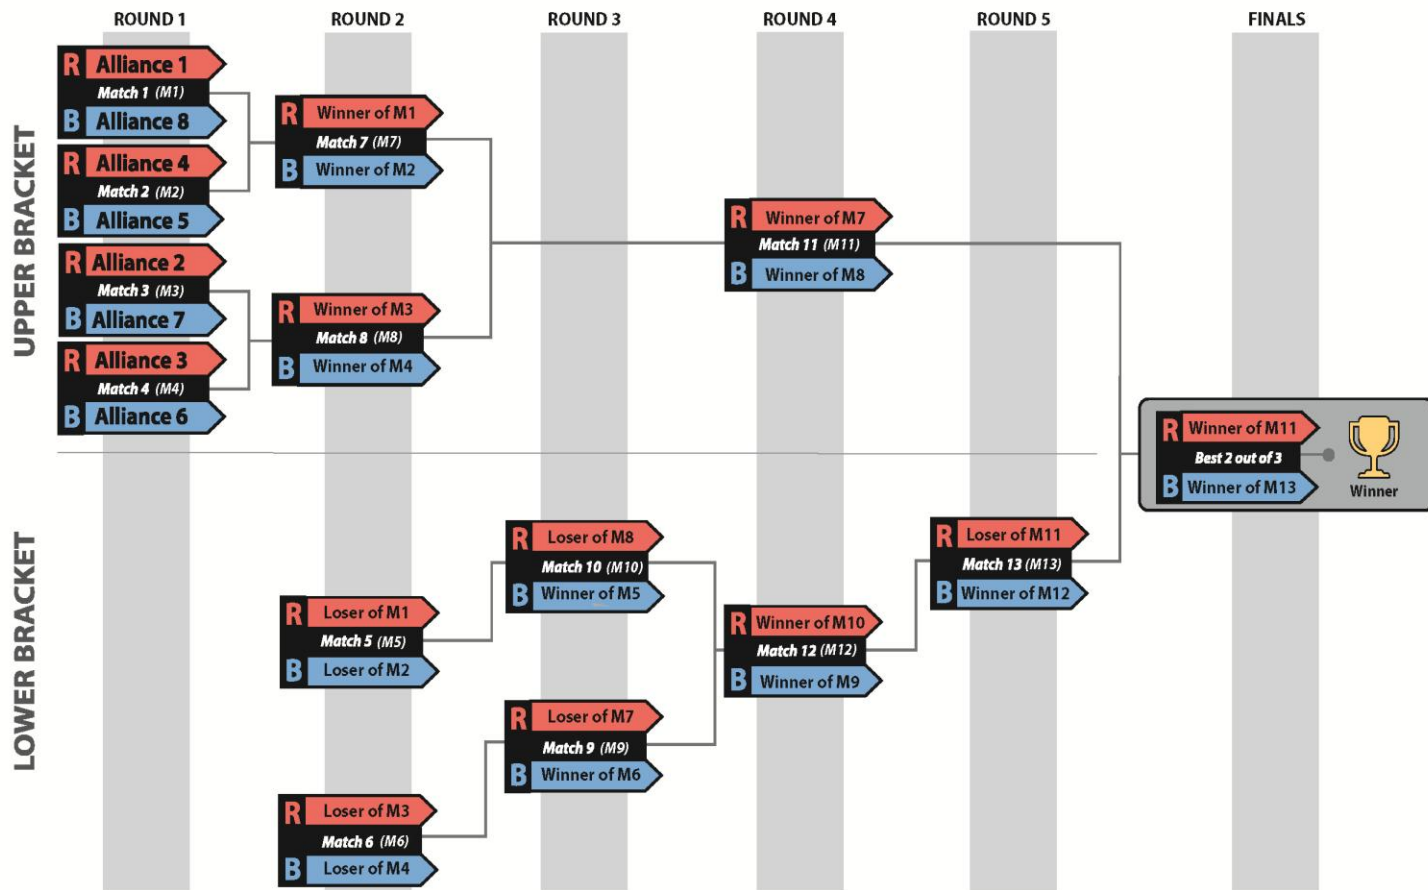 ROUND 1
ROUND 2
ROUND 3
ROUND 4
ROUND 5
FINALS
UPPER BRACKET
R Alliance 1
Match 1 (M1)
B Alliance 8
R Alliance 4
Match 2 (M2)
B Alliance 5
R Alliance 2
Match 3 (M3)
B Alliance 7
R Alliance 3
Match 4 (M4)
B Alliance 6
R Winner of M1
Match 7 (M7)
B Winner of M2
R Winner of M3
Match 8 (M8)
B Winner of M4
R Winner of M7
Match 11 (M11)
B Winner of M8
R Winner of M11
Best 2 out of 3
B Winner of M13
Winner
LOWER BRACKET
R Loser of M1
Match 5 (M5)
B Loser of M2
R Loser of M3
Match 6 (M6)
B Loser of M4
R Loser of M8
Match 10 (M10)
B Winner of M5
R Loser of M7
Match 9 (M9)
B Winner of M6
R Winner of M10
Match 12 (M12)
B Winner of M9
R Loser of M11
Match 13 (M13)
B Winner of M12